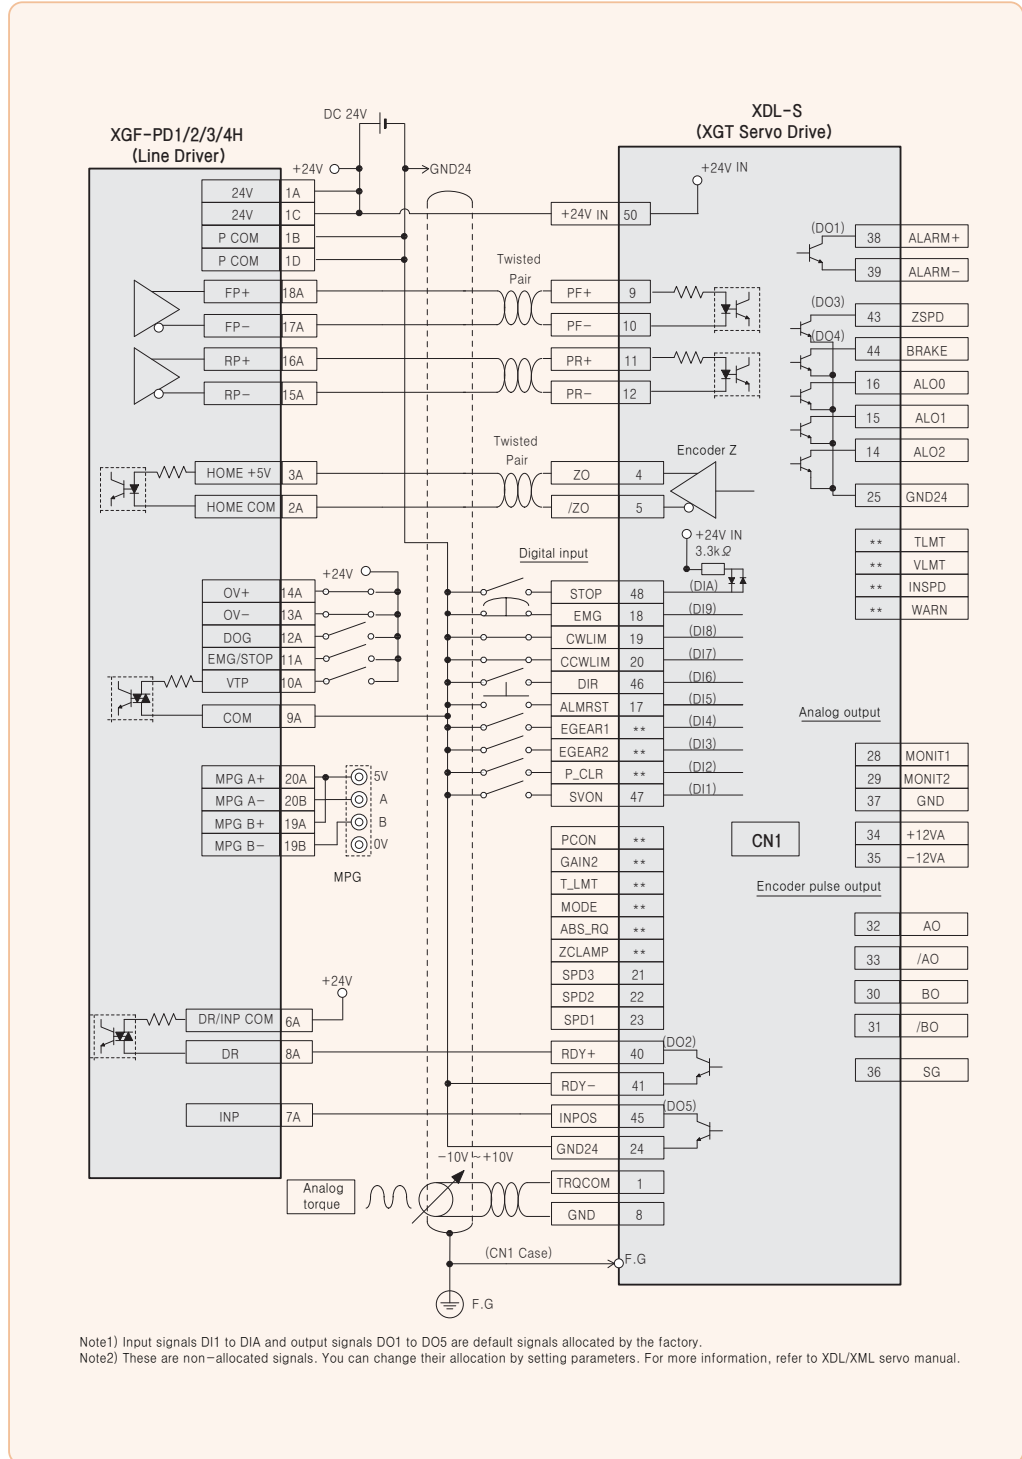 XDL-S
(XGT Servo Drive)
DC 24V
XGF-PD1/2/3/4H
(Line Driver)
+24V
GND24
+24V IN
24V 1A
24V 1C
+24V IN 50
P COM 1B
P COM 1D
(DO1)
38 ALARM+
39 ALARM-
Twisted
Pair
FP+ 18A
PF+ 9
FP- 17A
PF- 10
(DO3)
43 ZSPD
(DO4)
44 BRAKE
RP+ 16A
PR+ 11
RP- 15A
PR- 12
16 ALO0
15 ALO1
14 ALO2
25 GND24
Twisted
Pair
Encoder Z
HOME +5V 3A
ZO 4
HOME COM 2A
/ZO 5
+24V IN
3.3kΩ
Digital input
** TLMT
** VLMT
** INSPD
** WARN
+24V
OV+ 14A
OV- 13A
DOG 12A
EMG/STOP 11A
VTP 10A
COM 9A
STOP 48 (DIA)
EMG 18 (DI9)
CWLIM 19 (DI8)
CCWLIM 20 (DI7)
DIR 46 (DI6)
ALMRST 17 (DI5)
EGEAR1 ** (DI4)
EGEAR2 ** (DI3)
P_CLR ** (DI2)
SVON 47 (DI1)
Analog output
28 MONIT1
29 MONIT2
37 GND
34 +12VA
35 -12VA
MPG A+ 20A 5V
MPG A- 20B A
MPG B+ 19A B
MPG B- 19B 0V
MPG
CN1
PCON **
GAIN2 **
T_LMT **
MODE **
ABS_RQ **
ZCLAMP **
SPD3 21
SPD2 22
SPD1 23
Encoder pulse output
32 AO
33 /AO
30 BO
31 /BO
36 SG
+24V
DR/INP COM 6A
DR 8A
INP 7A
RDY+ 40 (DO2)
RDY- 41
INPOS 45 (DO5)
GND24 24
-10V ~+10V
Analog
torque
TRQCOM 1
GND 8
(CN1 Case)
F.G
F.G
Note1) Input signals DI1 to DIA and output signals DO1 to DO5 are default signals allocated by the factory.
Note2) These are non-allocated signals. You can change their allocation by setting parameters. For more information, refer to XDL/XML servo manual.